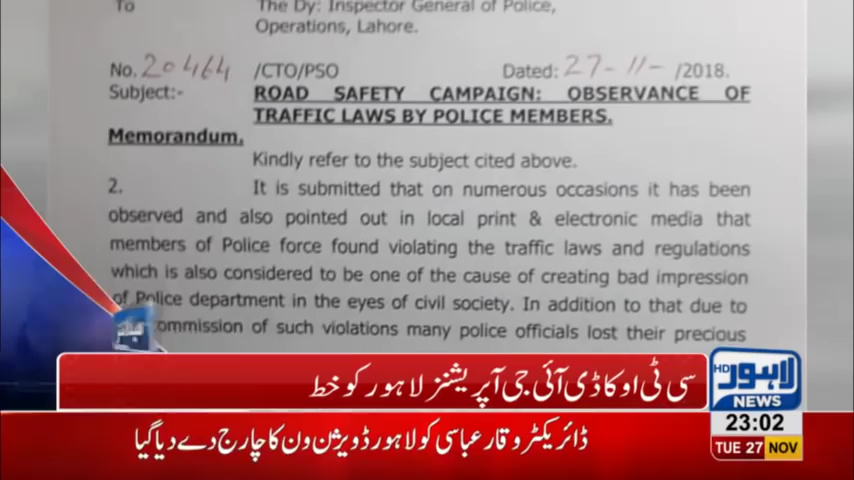 To The Dy: Inspector General of Police,
Operations, Lahore.
No. 20464 /CTO/PSO Dated: 27-11- /2018.
Subject:- ROAD SAFETY CAMPAIGN: OBSERVANCE OF
TRAFFIC LAWS BY POLICE MEMBERS.
Memorandum.
Kindly refer to the subject cited above.
2. It is submitted that on numerous occasions it has been
observed and also pointed out in local print & electronic media that
members of Police force found violating the traffic laws and regulations
which is also considered to be one of the cause of creating bad impression
of Police department in the eyes of civil society. In addition to that due to
commission of such violations many police officials lost their precious
سی ٹی او کا ڈی آئی جی آپریشنز لاہور کو خط
لاہور HD
NEWS
23:02
TUE 27 NOV
ڈائریکٹر وقار عباسی کو لاہور ڈویژن ون کا چارج دے دیا گیا